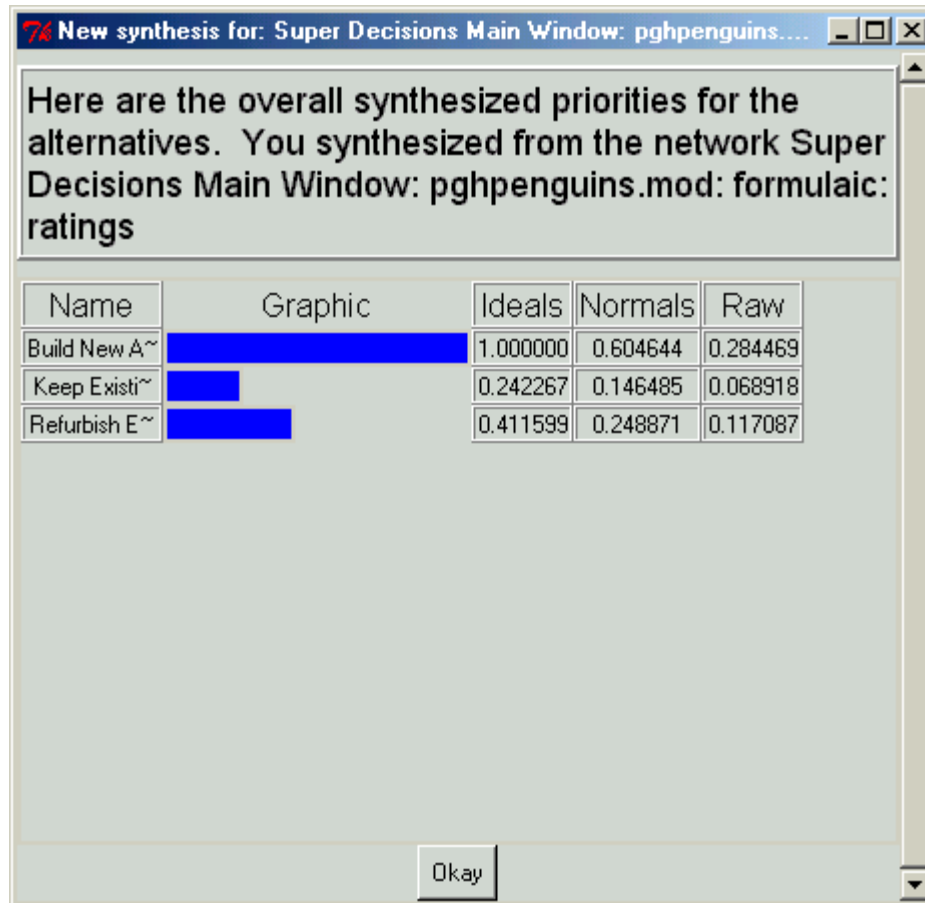 New synthesis for: Super Decisions Main Window: pghpenguins....
Here are the overall synthesized priorities for the
alternatives. You synthesized from the network Super
Decisions Main Window: pghpenguins.mod: formulaic:
ratings
Name Graphic Ideals Normals Raw
Build New A~ 1.000000 0.604644 0.284469
Keep Existi~ 0.242267 0.146485 0.068918
Refurbish E~ 0.411599 0.248871 0.117087
Okay